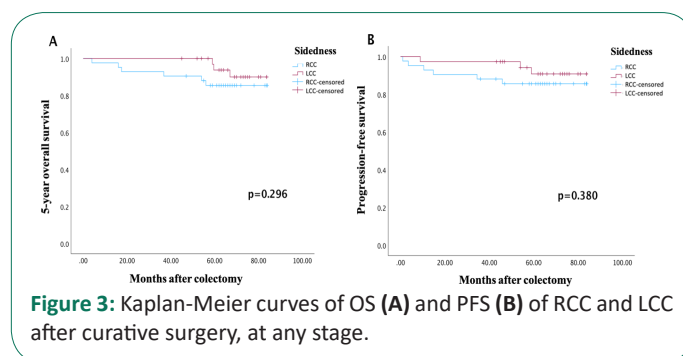 A
Sidedness
RCC
LCC
RCC-censored
LCC-censored
5-year overall survival
1.0
0.8
0.6
0.4
0.2
0.0
p=0.296
.00 20.00 40.00 60.00 80.00 100.00
Months after colectomy
B
Sidedness
RCC
LCC
RCC-censored
LCC-censored
Progression-free survival
1.0
0.8
0.6
0.4
0.2
0.0
p=0.380
.00 20.00 40.00 60.00 80.00 100.00
Months after colectomy
Figure 3: Kaplan-Meier curves of OS (A) and PFS (B) of RCC and LCC
after curative surgery, at any stage.